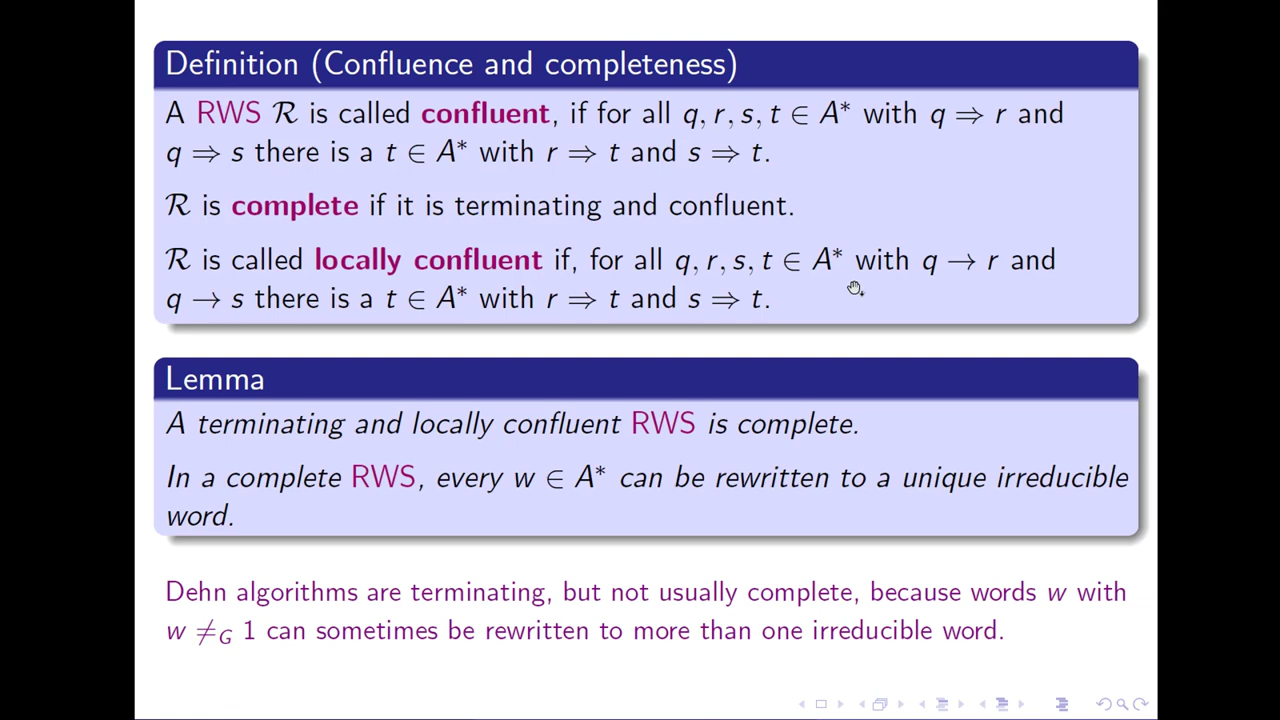 Definition (Confluence and completeness)
A RWS ℛ is called confluent, if for all q, r, s, t ∈ A* with q ⇒ r and
q ⇒ s there is a t ∈ A* with r ⇒ t and s ⇒ t.
ℛ is complete if it is terminating and confluent.
ℛ is called locally confluent if, for all q, r, s, t ∈ A* with q → r and
q → s there is a t ∈ A* with r ⇒ t and s ⇒ t.
Lemma
A terminating and locally confluent RWS is complete.
In a complete RWS, every w ∈ A* can be rewritten to a unique irreducible
word.
Dehn algorithms are terminating, but not usually complete, because words w with
w ≠_G 1 can sometimes be rewritten to more than one irreducible word.